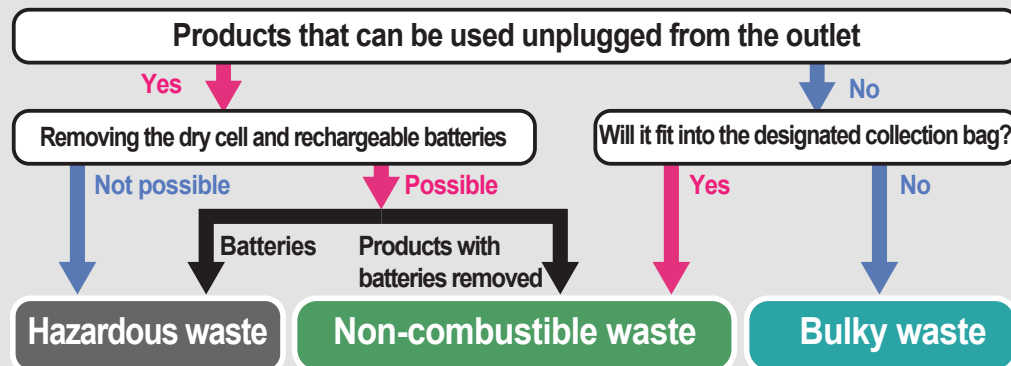 Products that can be used unplugged from the outlet
Yes
No
Removing the dry cell and rechargeable batteries
Will it fit into the designated collection bag?
Not possible
Possible
Yes
No
Batteries
Products with
batteries removed
Hazardous waste
Non-combustible waste
Bulky waste